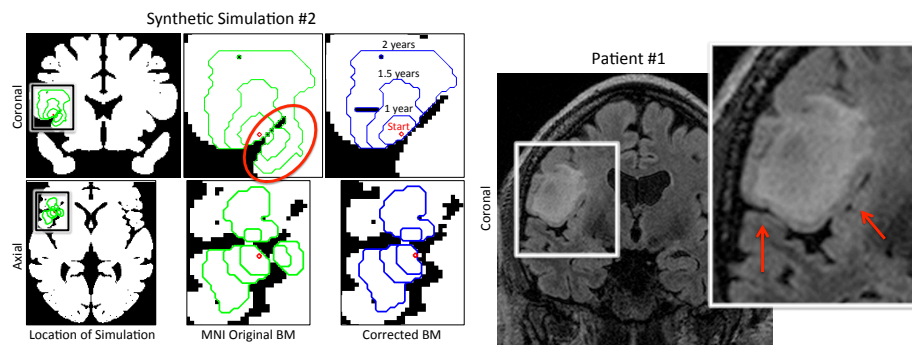 Synthetic Simulation #2
Coronal
2 years
1.5 years
1 year
Start
Axial
Location of Simulation
MNI Original BM
Corrected BM
Patient #1
Coronal